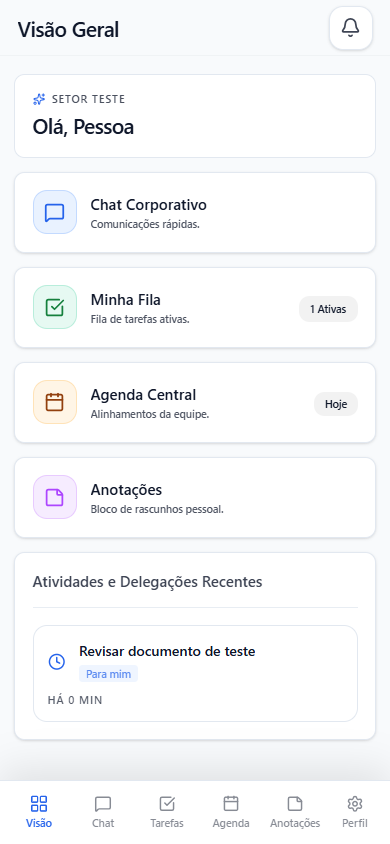 Visão Geral
SETOR TESTE
Olá, Pessoa
Chat Corporativo
Comunicações rápidas.
Minha Fila
Fila de tarefas ativas.
1 Ativas
Agenda Central
Alinhamentos da equipe.
Hoje
Anotações
Bloco de rascunhos pessoal.
Atividades e Delegações Recentes
Revisar documento de teste
Para mim
HÁ 0 MIN
Visão
Chat
Tarefas
Agenda
Anotações
Perfil